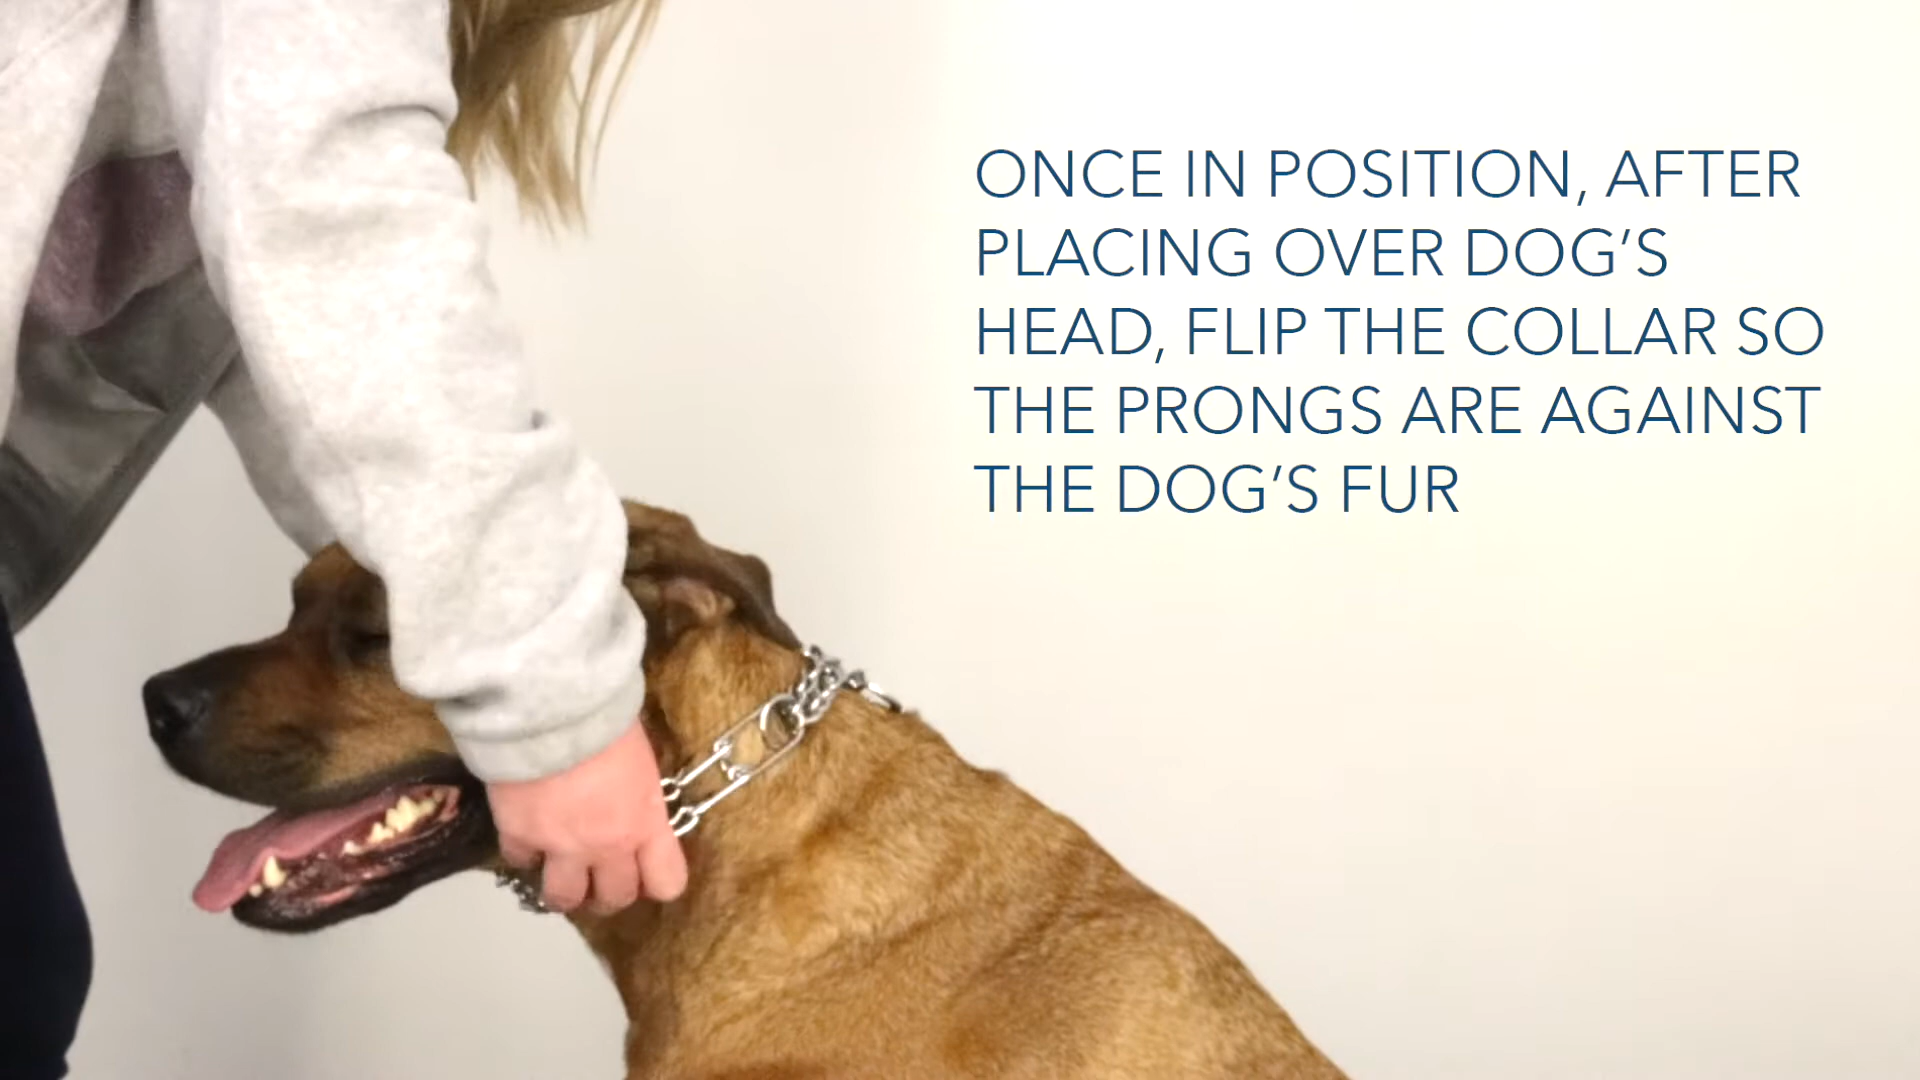 ONCE IN POSITION, AFTER
PLACING OVER DOG’S
HEAD, FLIP THE COLLAR SO
THE PRONGS ARE AGAINST
THE DOG’S FUR